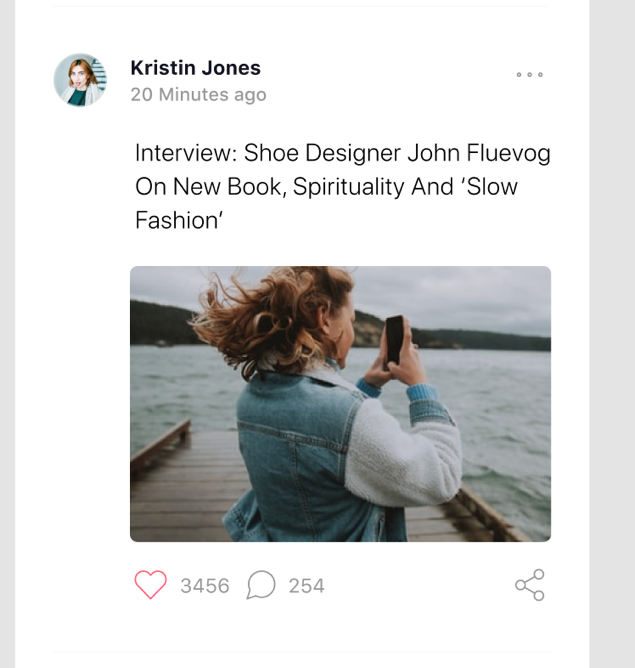 Kristin Jones
20 Minutes ago
Interview: Shoe Designer John Fluevog
On New Book, Spirituality And ‘Slow
Fashion’
3456 254